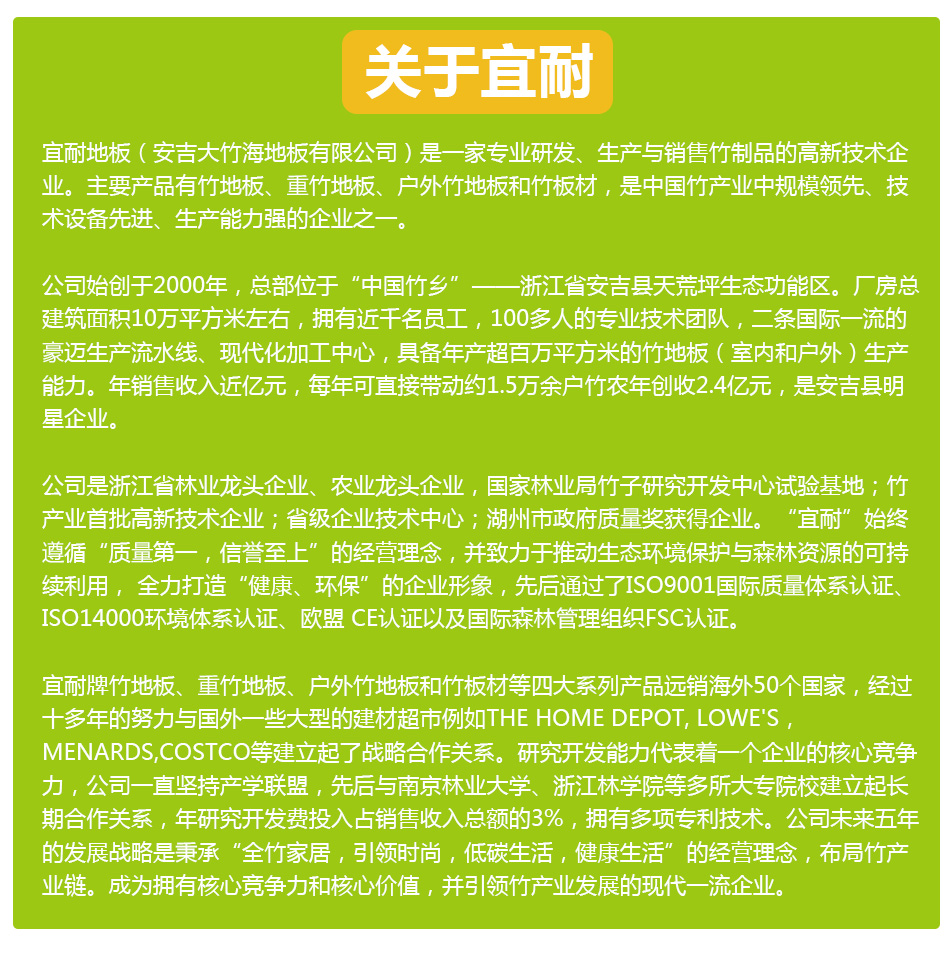 关于宜耐
宜耐地板（安吉大竹海地板有限公司）是一家专业研发、生产与销售竹制品的高新技术企
业。主要产品有竹地板、重竹地板、户外竹地板和竹板材，是中国竹产业中规模领先、技
术设备先进、生产能力强的企业之一。
公司始创于2000年，总部位于“中国竹乡”——浙江省安吉县天荒坪生态功能区。厂房总
建筑面积10万平方米左右，拥有近千名员工，100多人的专业技术团队，二条国际一流的
豪迈生产流水线、现代化加工中心，具备年产超百万平方米的竹地板（室内和户外）生产
能力。年销售收入近亿元，每年可直接带动约1.5万余户竹农年创收2.4亿元，是安吉县明
星企业。
公司是浙江省林业龙头企业、农业龙头企业，国家林业局竹子研究开发中心试验基地；竹
产业首批高新技术企业；省级企业技术中心；湖州市政府质量奖获得企业。“宜耐”始终
遵循“质量第一，信誉至上”的经营理念，并致力于推动生态环境保护与森林资源的可持
续利用， 全力打造“健康、环保”的企业形象，先后通过了ISO9001国际质量体系认证、
ISO14000环境体系认证、欧盟 CE认证以及国际森林管理组织FSC认证。
宜耐牌竹地板、重竹地板、户外竹地板和竹板材等四大系列产品远销海外50个国家，经过
十多年的努力与国外一些大型的建材超市例如THE HOME DEPOT, LOWE'S，
MENARDS,COSTCO等建立起了战略合作关系。研究开发能力代表着一个企业的核心竞争
力，公司一直坚持产学联盟，先后与南京林业大学、浙江林学院等多所大专院校建立起长
期合作关系，年研究开发费投入占销售收入总额的3%，拥有多项专利技术。公司未来五年
的发展战略是秉承“全竹家居，引领时尚，低碳生活，健康生活”的经营理念，布局竹产
业链。成为拥有核心竞争力和核心价值，并引领竹产业发展的现代一流企业。